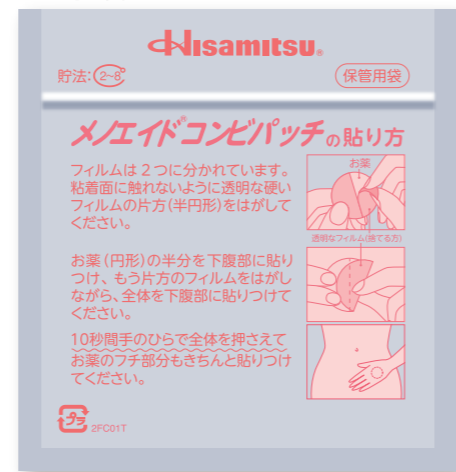 Hisamitsu®
貯法:2~8°
保管用袋
メノエイド®コンビパッチの貼り方
フィルムは2つに分かれています。
粘着面に触れないように透明な硬い
フィルムの片方(半円形)をはがして
ください。
お薬
透明なフィルム(捨てる方)
お薬(円形)の半分を下腹部に貼り
つけ、もう片方のフィルムをはがし
ながら、全体を下腹部に貼りつけて
ください。
10秒間手のひらで全体を押さえて
お薬のフチ部分もきちんと貼りつけ
てください。
プラ
2FC01T